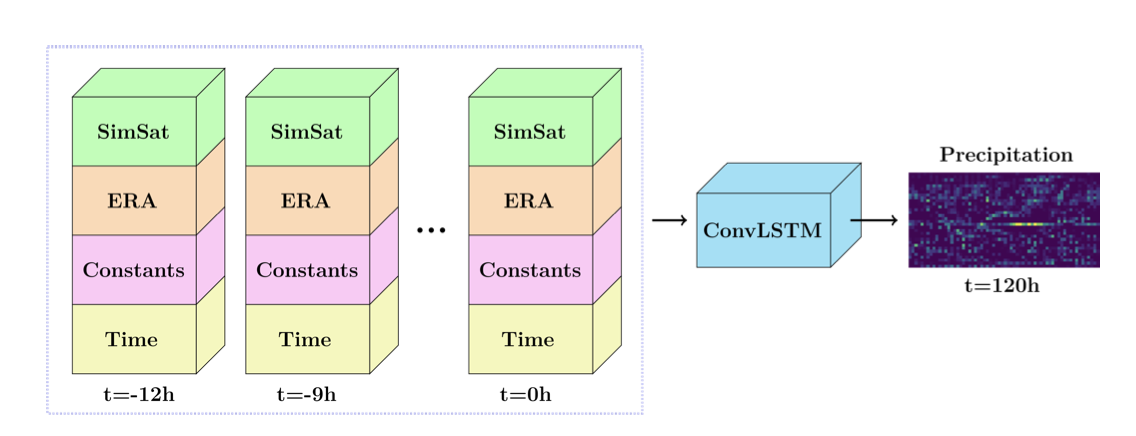 SimSat
ERA
Constants
Time
t=-12h
SimSat
ERA
Constants
Time
t=-9h
...
SimSat
ERA
Constants
Time
t=0h
ConvLSTM
Precipitation
t=120h